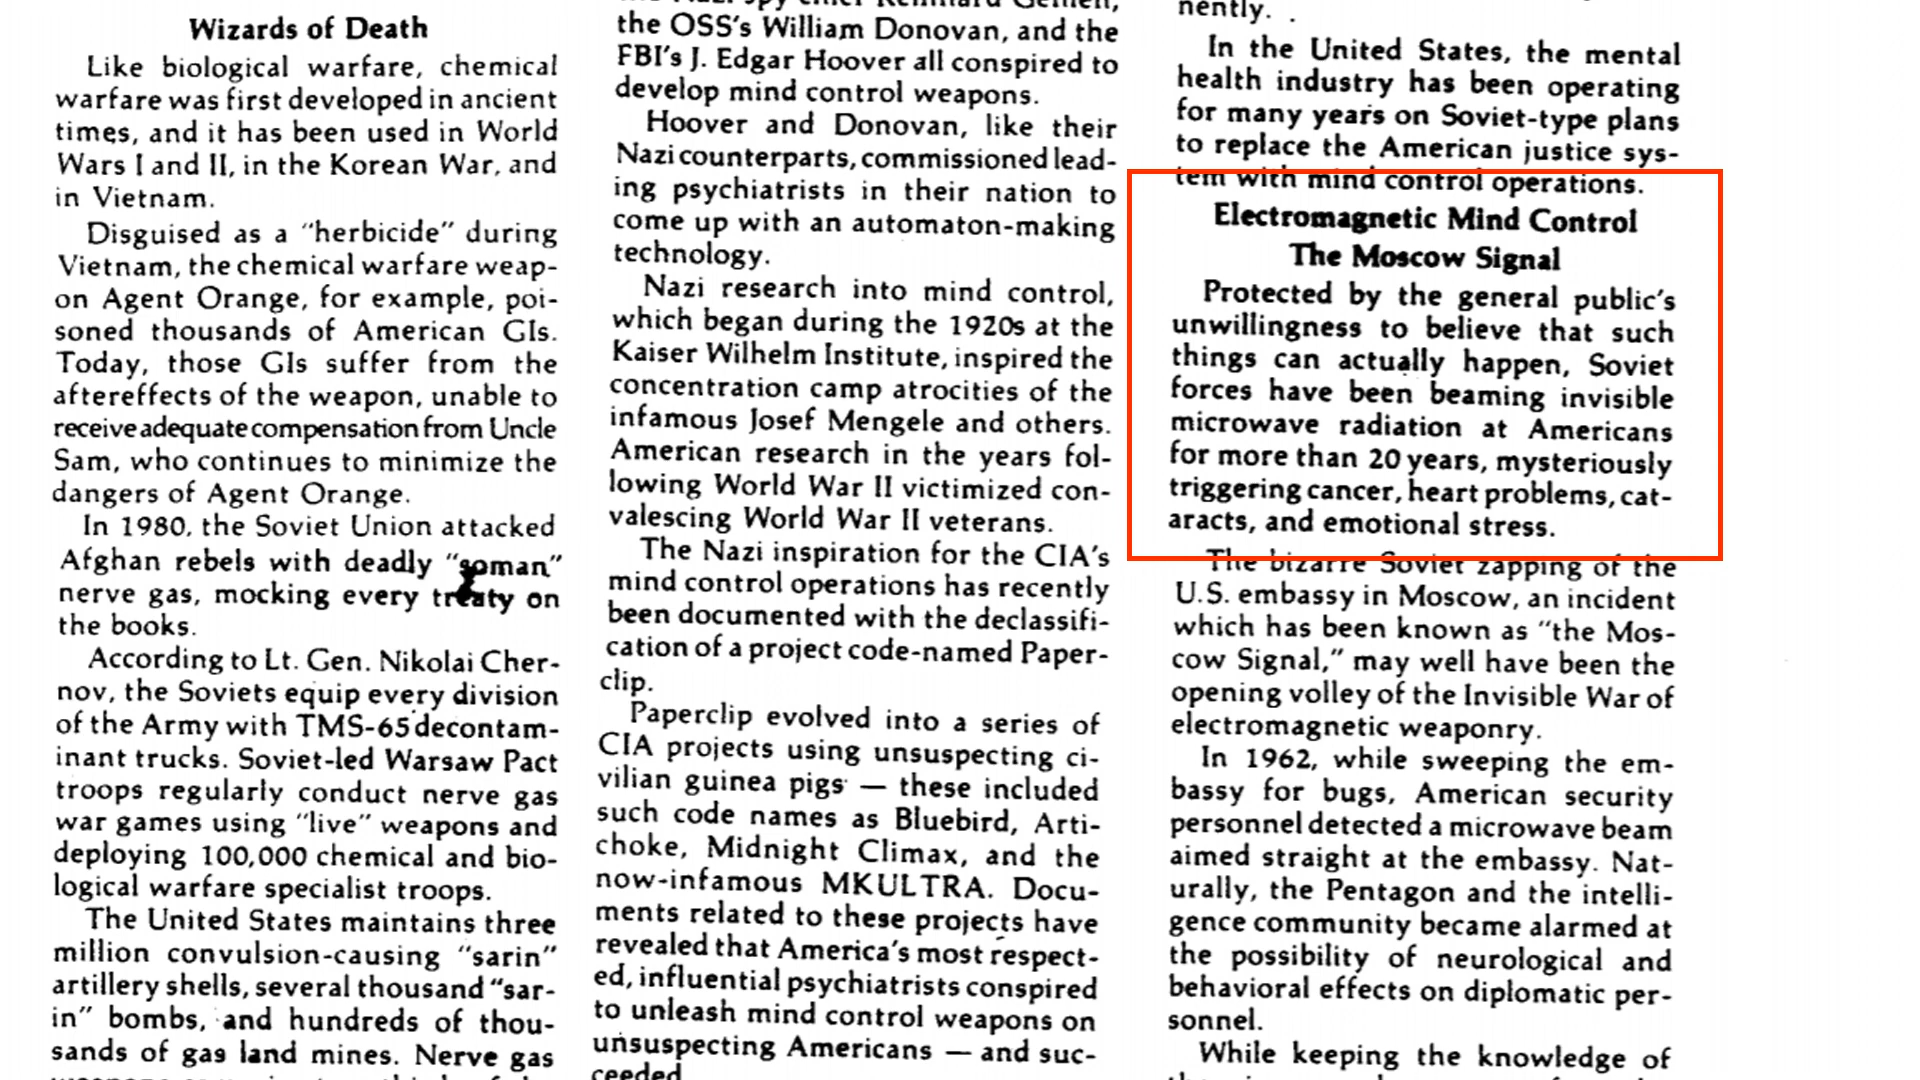 Wizards of Death
Like biological warfare, chemical
warfare was first developed in ancient
times, and it has been used in World
Wars I and II, in the Korean War, and
in Vietnam.
Disguised as a "herbicide" during
Vietnam, the chemical warfare weap-
on Agent Orange, for example, poi-
soned thousands of American GIs.
Today, those GIs suffer from the
aftereffects of the weapon, unable to
receive adequate compensation from Uncle
Sam, who continues to minimize the
dangers of Agent Orange.
In 1980, the Soviet Union attacked
Afghan rebels with deadly "soman"
nerve gas, mocking every treaty on
the books.
According to Lt. Gen. Nikolai Cher-
nov, the Soviets equip every division
of the Army with TMS-65 decontam-
inant trucks. Soviet-led Warsaw Pact
troops regularly conduct nerve gas
war games using "live" weapons and
deploying 100,000 chemical and bio-
logical warfare specialist troops.
The United States maintains three
million convulsion-causing "sarin"
artillery shells, several thousand "sar-
in" bombs, and hundreds of thou-
sands of gas land mines. Nerve gas
the OSS's William Donovan, and the
FBI's J. Edgar Hoover all conspired to
develop mind control weapons.
Hoover and Donovan, like their
Nazi counterparts, commissioned lead-
ing psychiatrists in their nation to
come up with an automaton-making
technology.
Nazi research into mind control,
which began during the 1920s at the
Kaiser Wilhelm Institute, inspired the
concentration camp atrocities of the
infamous Josef Mengele and others.
American research in the years fol-
lowing World War II victimized con-
valescing World War II veterans.
The Nazi inspiration for the CIA's
mind control operations has recently
been documented with the declassifi-
cation of a project code-named Paper-
clip.
Paperclip evolved into a series of
CIA projects using unsuspecting ci-
vilian guinea pigs — these included
such code names as Bluebird, Arti-
choke, Midnight Climax, and the
now-infamous MKULTRA. Docu-
ments related to these projects have
revealed that America's most respect-
ed, influential psychiatrists conspired
to unleash mind control weapons on
unsuspecting Americans — and suc-
ceeded
nently.
In the United States, the mental
health industry has been operating
for many years on Soviet-type plans
to replace the American justice sys-
tem with mind control operations.
Electromagnetic Mind Control
The Moscow Signal
Protected by the general public's
unwillingness to believe that such
things can actually happen, Soviet
forces have been beaming invisible
microwave radiation at Americans
for more than 20 years, mysteriously
triggering cancer, heart problems, cat-
aracts, and emotional stress.
The bizarre Soviet zapping of the
U.S. embassy in Moscow, an incident
which has been known as "the Mos-
cow Signal," may well have been the
opening volley of the Invisible War of
electromagnetic weaponry.
In 1962, while sweeping the em-
bassy for bugs, American security
personnel detected a microwave beam
aimed straight at the embassy. Nat-
urally, the Pentagon and the intelli-
gence community became alarmed at
the possibility of neurological and
behavioral effects on diplomatic per-
sonnel.
While keeping the knowledge of